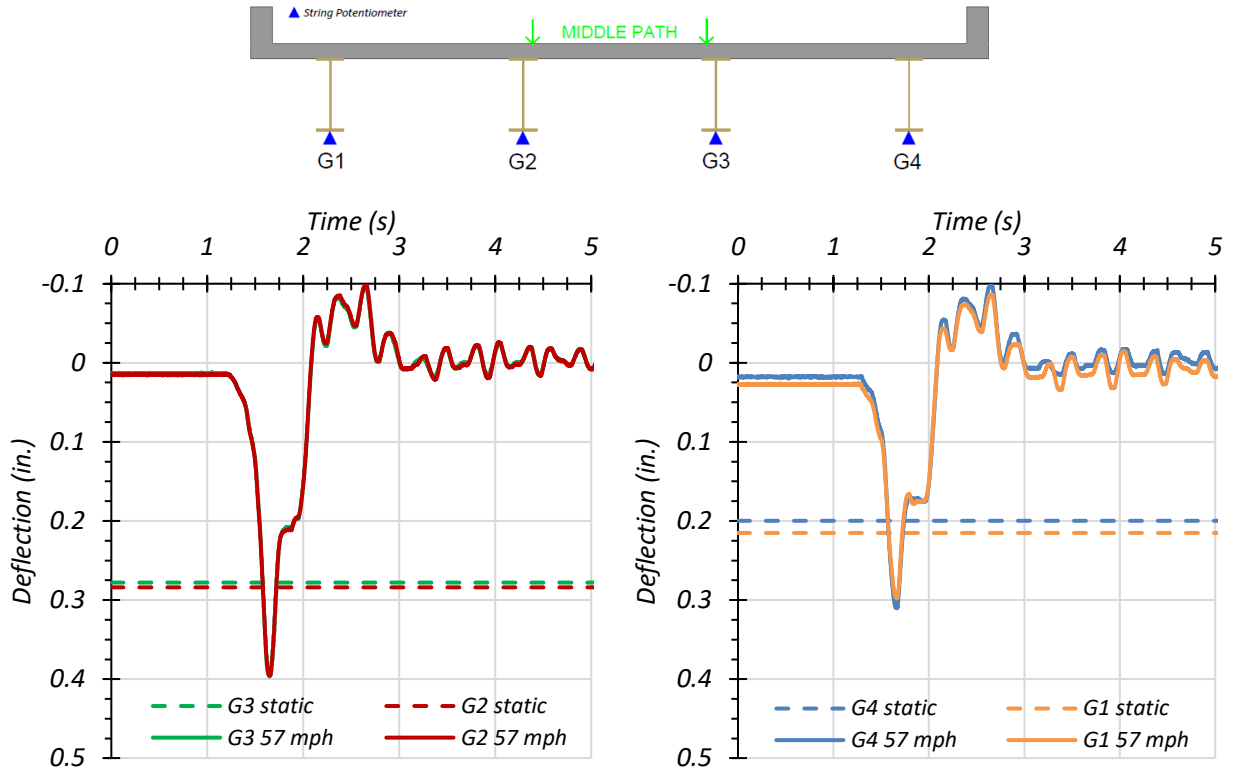 String Potentiometer
MIDDLE PATH
G1 G2 G3 G4
Time (s)
0 1 2 3 4 5
-0.1
0
0.1
0.2
0.3
0.4
0.5
Deflection (in.)
G3 static G2 static
G3 57 mph G2 57 mph
Time (s)
0 1 2 3 4 5
-0.1
0
0.1
0.2
0.3
0.4
0.5
Deflection (in.)
G4 static G1 static
G4 57 mph G1 57 mph